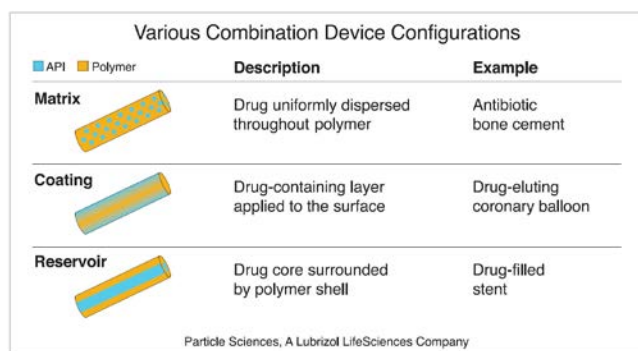 Various Combination Device Configurations
API Polymer Description Example
Matrix
Drug uniformly dispersed Antibiotic
throughout polymer bone cement
Coating
Drug-containing layer Drug-eluting
applied to the surface coronary balloon
Reservoir
Drug core surrounded Drug-filled
by polymer shell stent
Particle Sciences, A Lubrizol LifeSciences Company